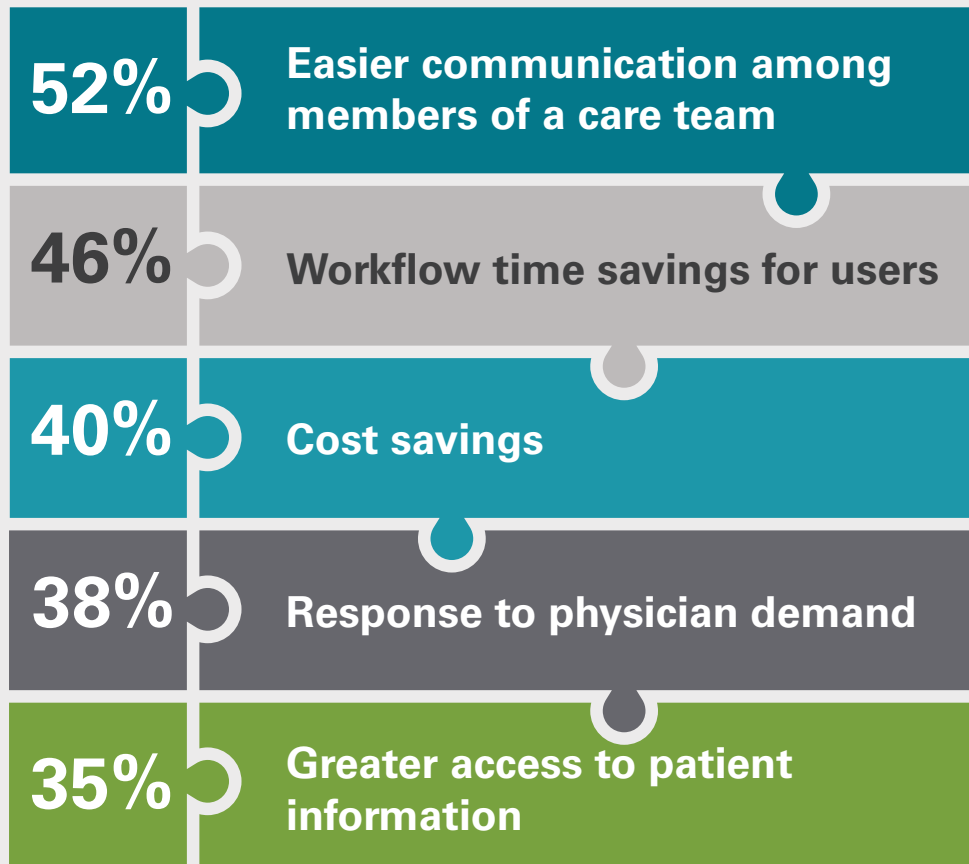 52%
Easier communication among
members of a care team
46%
Workflow time savings for users
40%
Cost savings
38%
Response to physician demand
35%
Greater access to patient
information